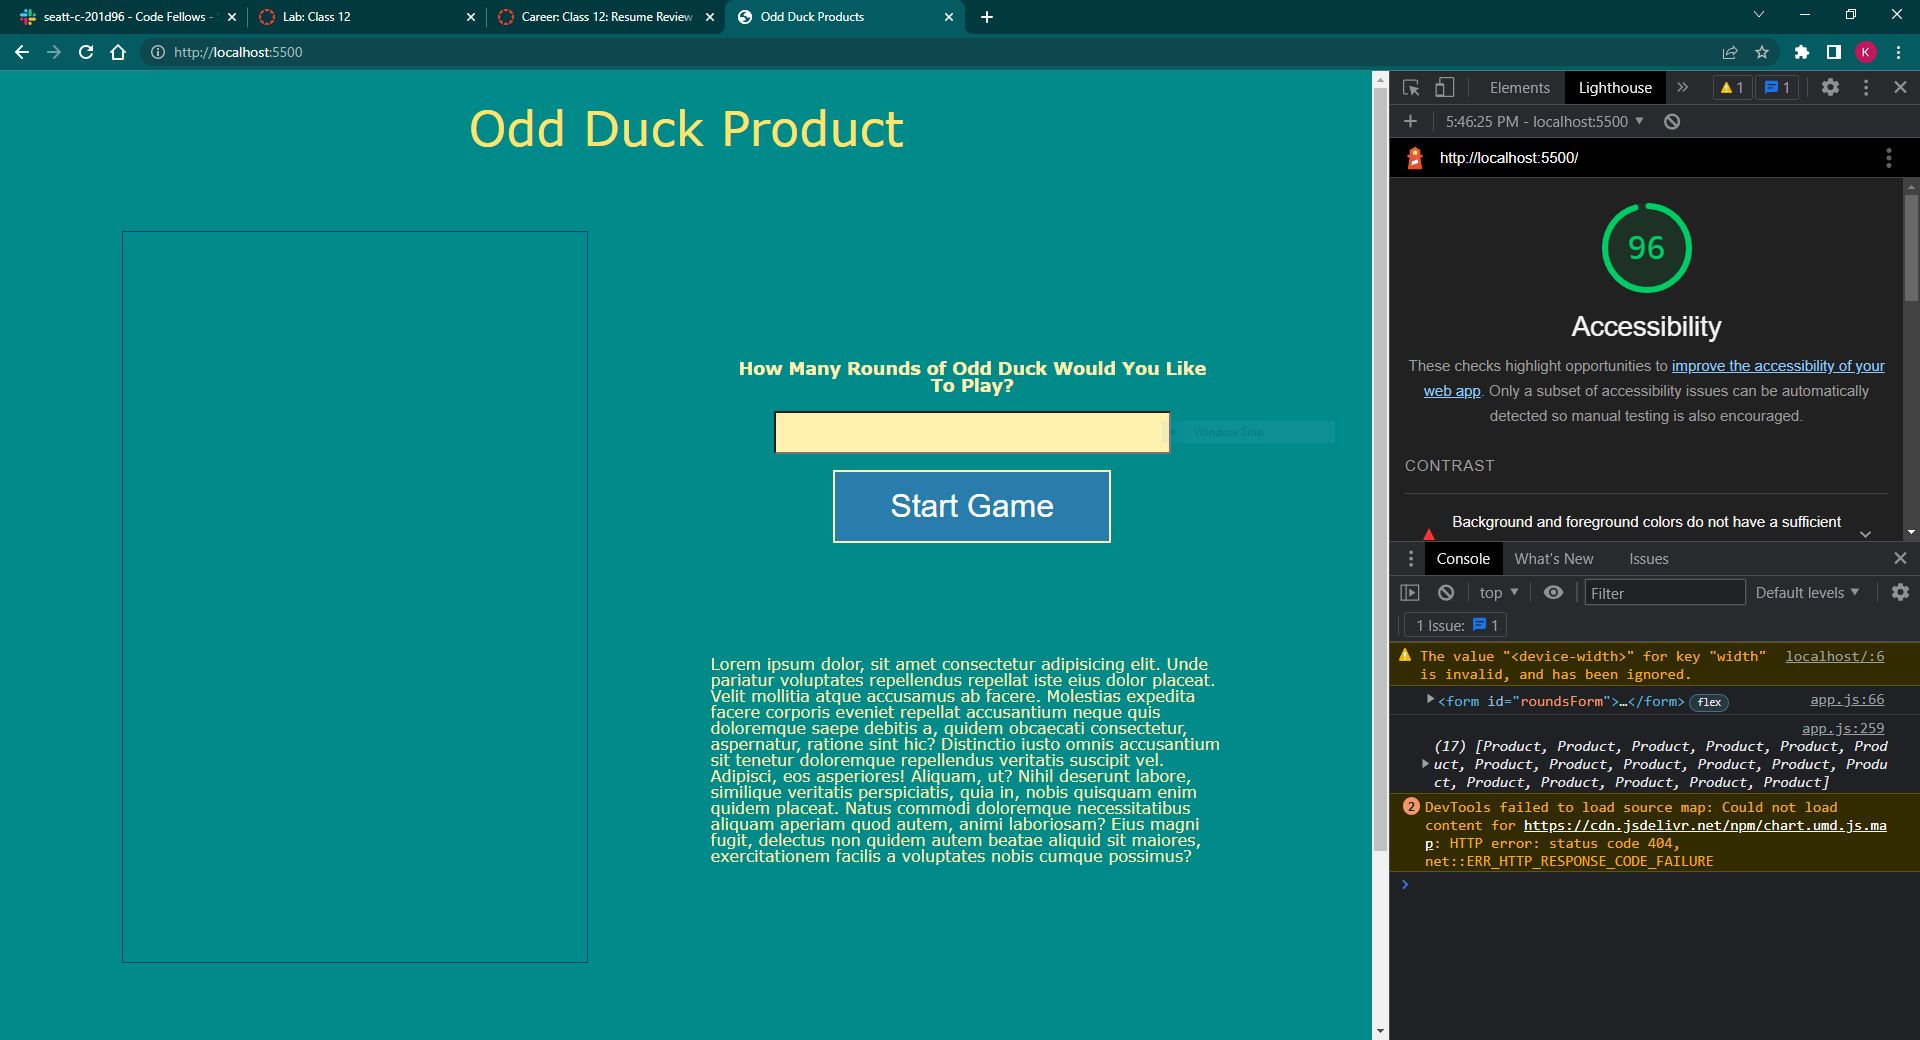 seatt-c-201d96 - Code Fellows -
Lab: Class 12
Career: Class 12: Resume Review
Odd Duck Products
http://localhost:5500
K
Odd Duck Product
How Many Rounds of Odd Duck Would You Like
To Play?
Window Snip
Start Game
Lorem ipsum dolor, sit amet consectetur adipisicing elit. Unde
pariatur voluptates repellendus repellat iste eius dolor placeat.
Velit mollitia atque accusamus ab facere. Molestias expedita
facere corporis eveniet repellat accusantium neque quis
doloremque saepe debitis a, quidem obcaecati consectetur,
aspernatur, ratione sint hic? Distinctio iusto omnis accusantium
sit tenetur doloremque repellendus veritatis suscipit vel.
Adipisci, eos asperiores! Aliquam, ut? Nihil deserunt labore,
similique veritatis perspiciatis, quia in, nobis quisquam enim
quidem placeat. Natus commodi doloremque necessitatibus
aliquam aperiam quod autem, animi laboriosam? Eius magni
fugit, delectus non quidem autem beatae aliquid sit maiores,
exercitationem facilis a voluptates nobis cumque possimus?
Elements
Lighthouse
1
1
5:46:25 PM - localhost:5500
http://localhost:5500/
96
Accessibility
These checks highlight opportunities to improve the accessibility of your
web app. Only a subset of accessibility issues can be automatically
detected so manual testing is also encouraged.
CONTRAST
Background and foreground colors do not have a sufficient
Console
What's New
Issues
top
Filter
Default levels
1 Issue: 1
The value "<device-width>" for key "width" localhost/:6
is invalid, and has been ignored.
<form id="roundsForm">…</form> flex app.js:66
app.js:259
(17) [Product, Product, Product, Product, Product, Prod
uct, Product, Product, Product, Product, Product, Produ
ct, Product, Product, Product, Product, Product]
2 DevTools failed to load source map: Could not load
content for https://cdn.jsdelivr.net/npm/chart.umd.js.ma
p: HTTP error: status code 404,
net::ERR_HTTP_RESPONSE_CODE_FAILURE